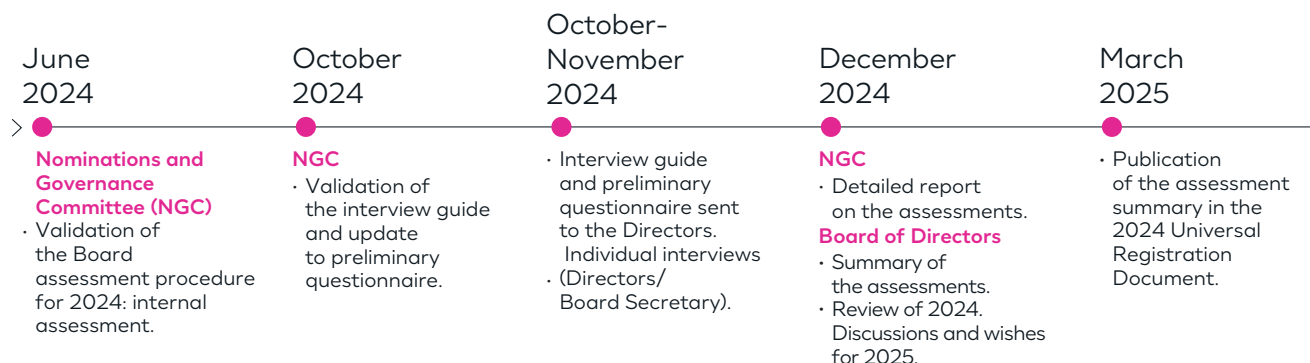 June
2024
Nominations and
Governance
Committee (NGC)
· Validation of
the Board
assessment procedure
for 2024: internal
assessment.
October
2024
NGC
· Validation of
the interview guide
and update
to preliminary
questionnaire.
October-
November
2024
· Interview guide
and preliminary
questionnaire sent
to the Directors.
Individual interviews
· (Directors/
Board Secretary).
December
2024
NGC
· Detailed report
on the assessments.
Board of Directors
· Summary of
the assessments.
· Review of 2024.
Discussions and wishes
for 2025.
March
2025
· Publication
of the assessment
summary in the
2024 Universal
Registration
Document.